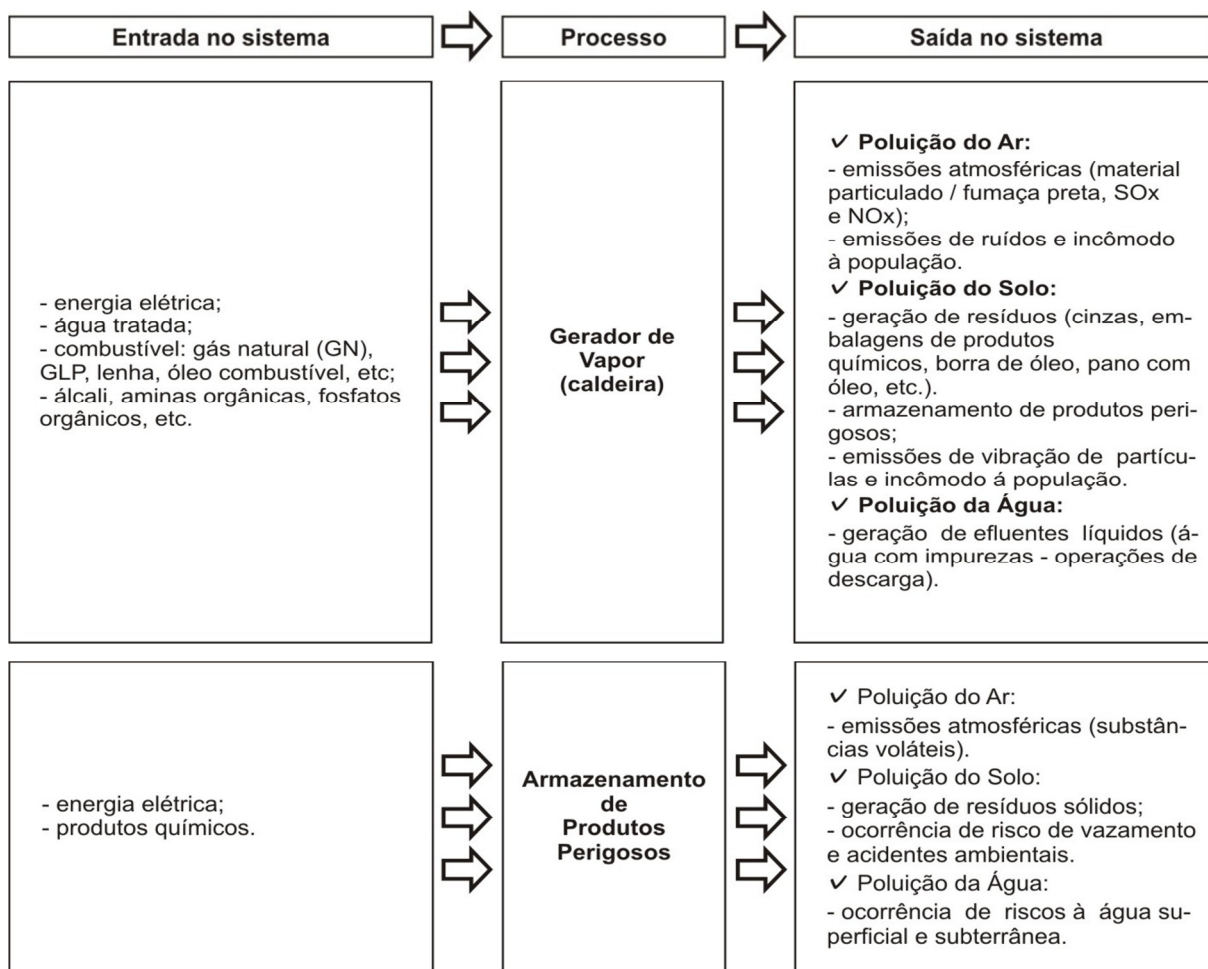 Entrada no sistema
Processo
Saída no sistema
- energia elétrica;
- água tratada;
- combustível: gás natural (GN),
GLP, lenha, óleo combustível, etc;
- álcali, aminas orgânicas, fosfatos
orgânicos, etc.
Gerador de
Vapor
(caldeira)
✓ Poluição do Ar:
- emissões atmosféricas (material
particulado / fumaça preta, SOx
e NOx);
- emissões de ruídos e incômodo
à população.
✓ Poluição do Solo:
- geração de resíduos (cinzas, em-
balagens de produtos
químicos, borra de óleo, pano com
óleo, etc.).
- armazenamento de produtos peri-
gosos;
- emissões de vibração de partícu-
las e incômodo á população.
✓ Poluição da Água:
- geração de efluentes líquidos (á-
gua com impurezas - operações de
descarga).
- energia elétrica;
- produtos químicos.
Armazenamento
de
Produtos
Perigosos
✓ Poluição do Ar:
- emissões atmosféricas (substân-
cias voláteis).
✓ Poluição do Solo:
- geração de resíduos sólidos;
- ocorrência de risco de vazamento
e acidentes ambientais.
✓ Poluição da Água:
- ocorrência de riscos à água su-
perficial e subterrânea.